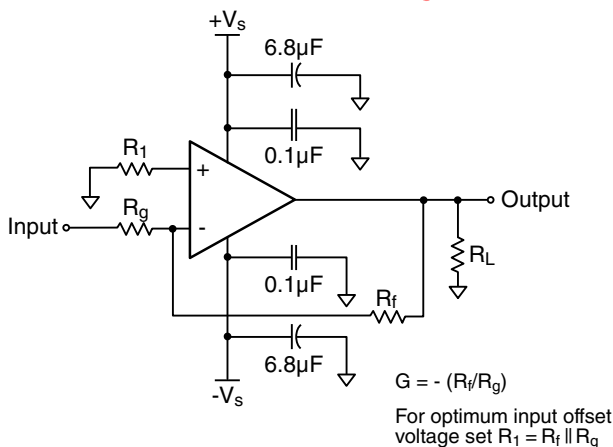 +Vs
6.8µF
0.1µF
R1
+
Rg
Input
-
Output
RL
0.1µF
Rf
6.8µF
-Vs
G = - (Rf/Rg)
For optimum input offset
voltage set R1 = Rf || Rg